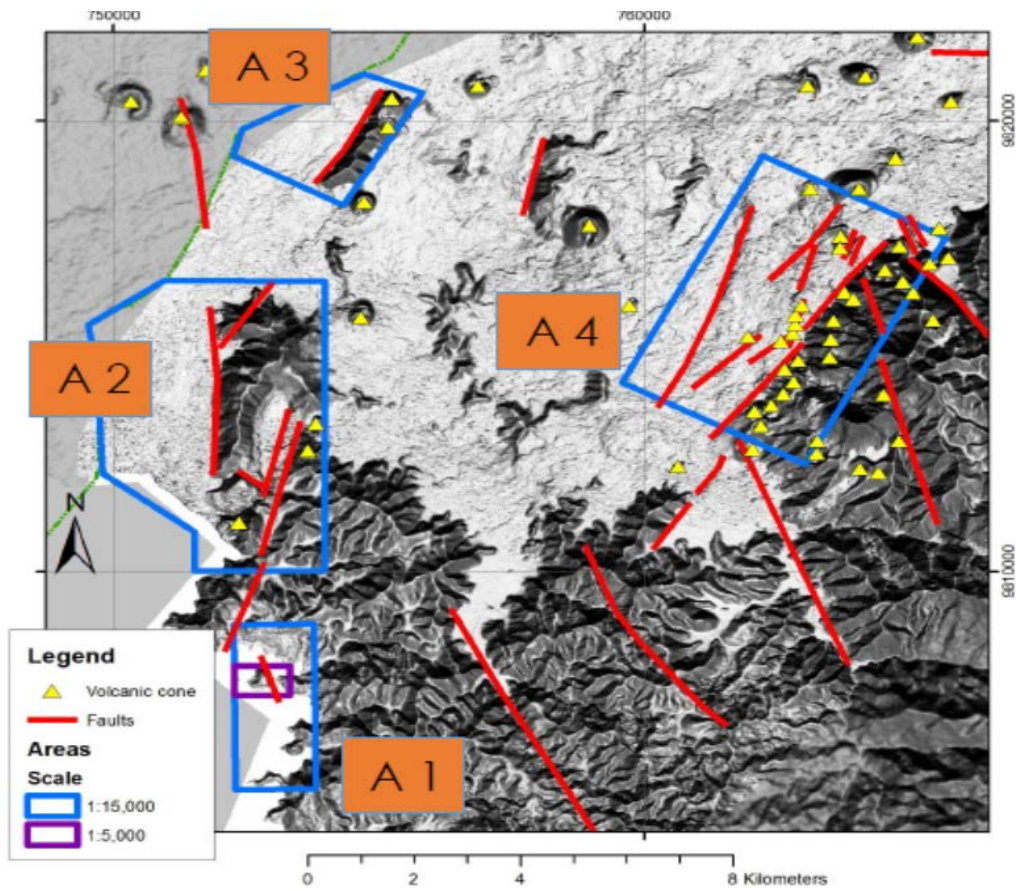 750000
760000
A 3
9820000
A 4
A 2
N
9810000
Legend
Volcanic cone
Faults
Areas
Scale
1:15,000
1:5,000
A 1
0 2 4 8 Kilometers